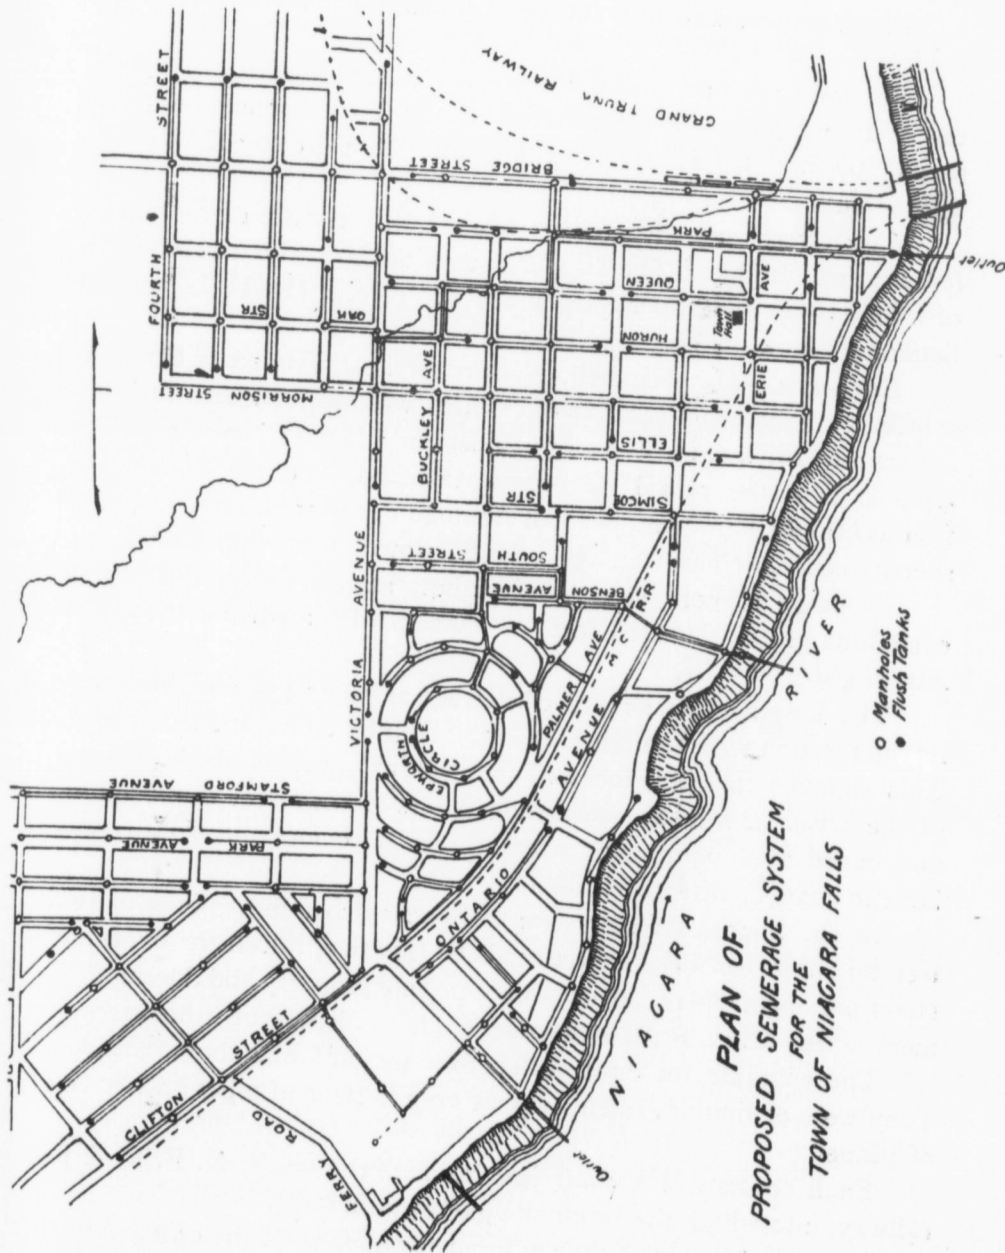 PLAN OF
PROPOSED SEWERAGE SYSTEM
FOR THE
TOWN OF NIAGARA FALLS
○ Manholes
● Flush Tanks
NIAGARA RIVER
GRAND TRUNK RAILWAY
BRIDGE STREET
PARK
QUEEN
HURON
Town Hall
ERIE AVE
ELLIS
SIMCOE STR
SOUTH STREET
BENSON AVENUE
FOURTH STREET
OAK STR
MORRISON STREET
BUCKLEY AVE
VICTORIA AVENUE
PALMER AVE
M C R.R
EPWORTH CIRCLE
ONTARIO AVENUE
STAMFORD AVENUE
PARK AVENUE
CLIFTON STREET
FERRY ROAD
Outlet
Outlet